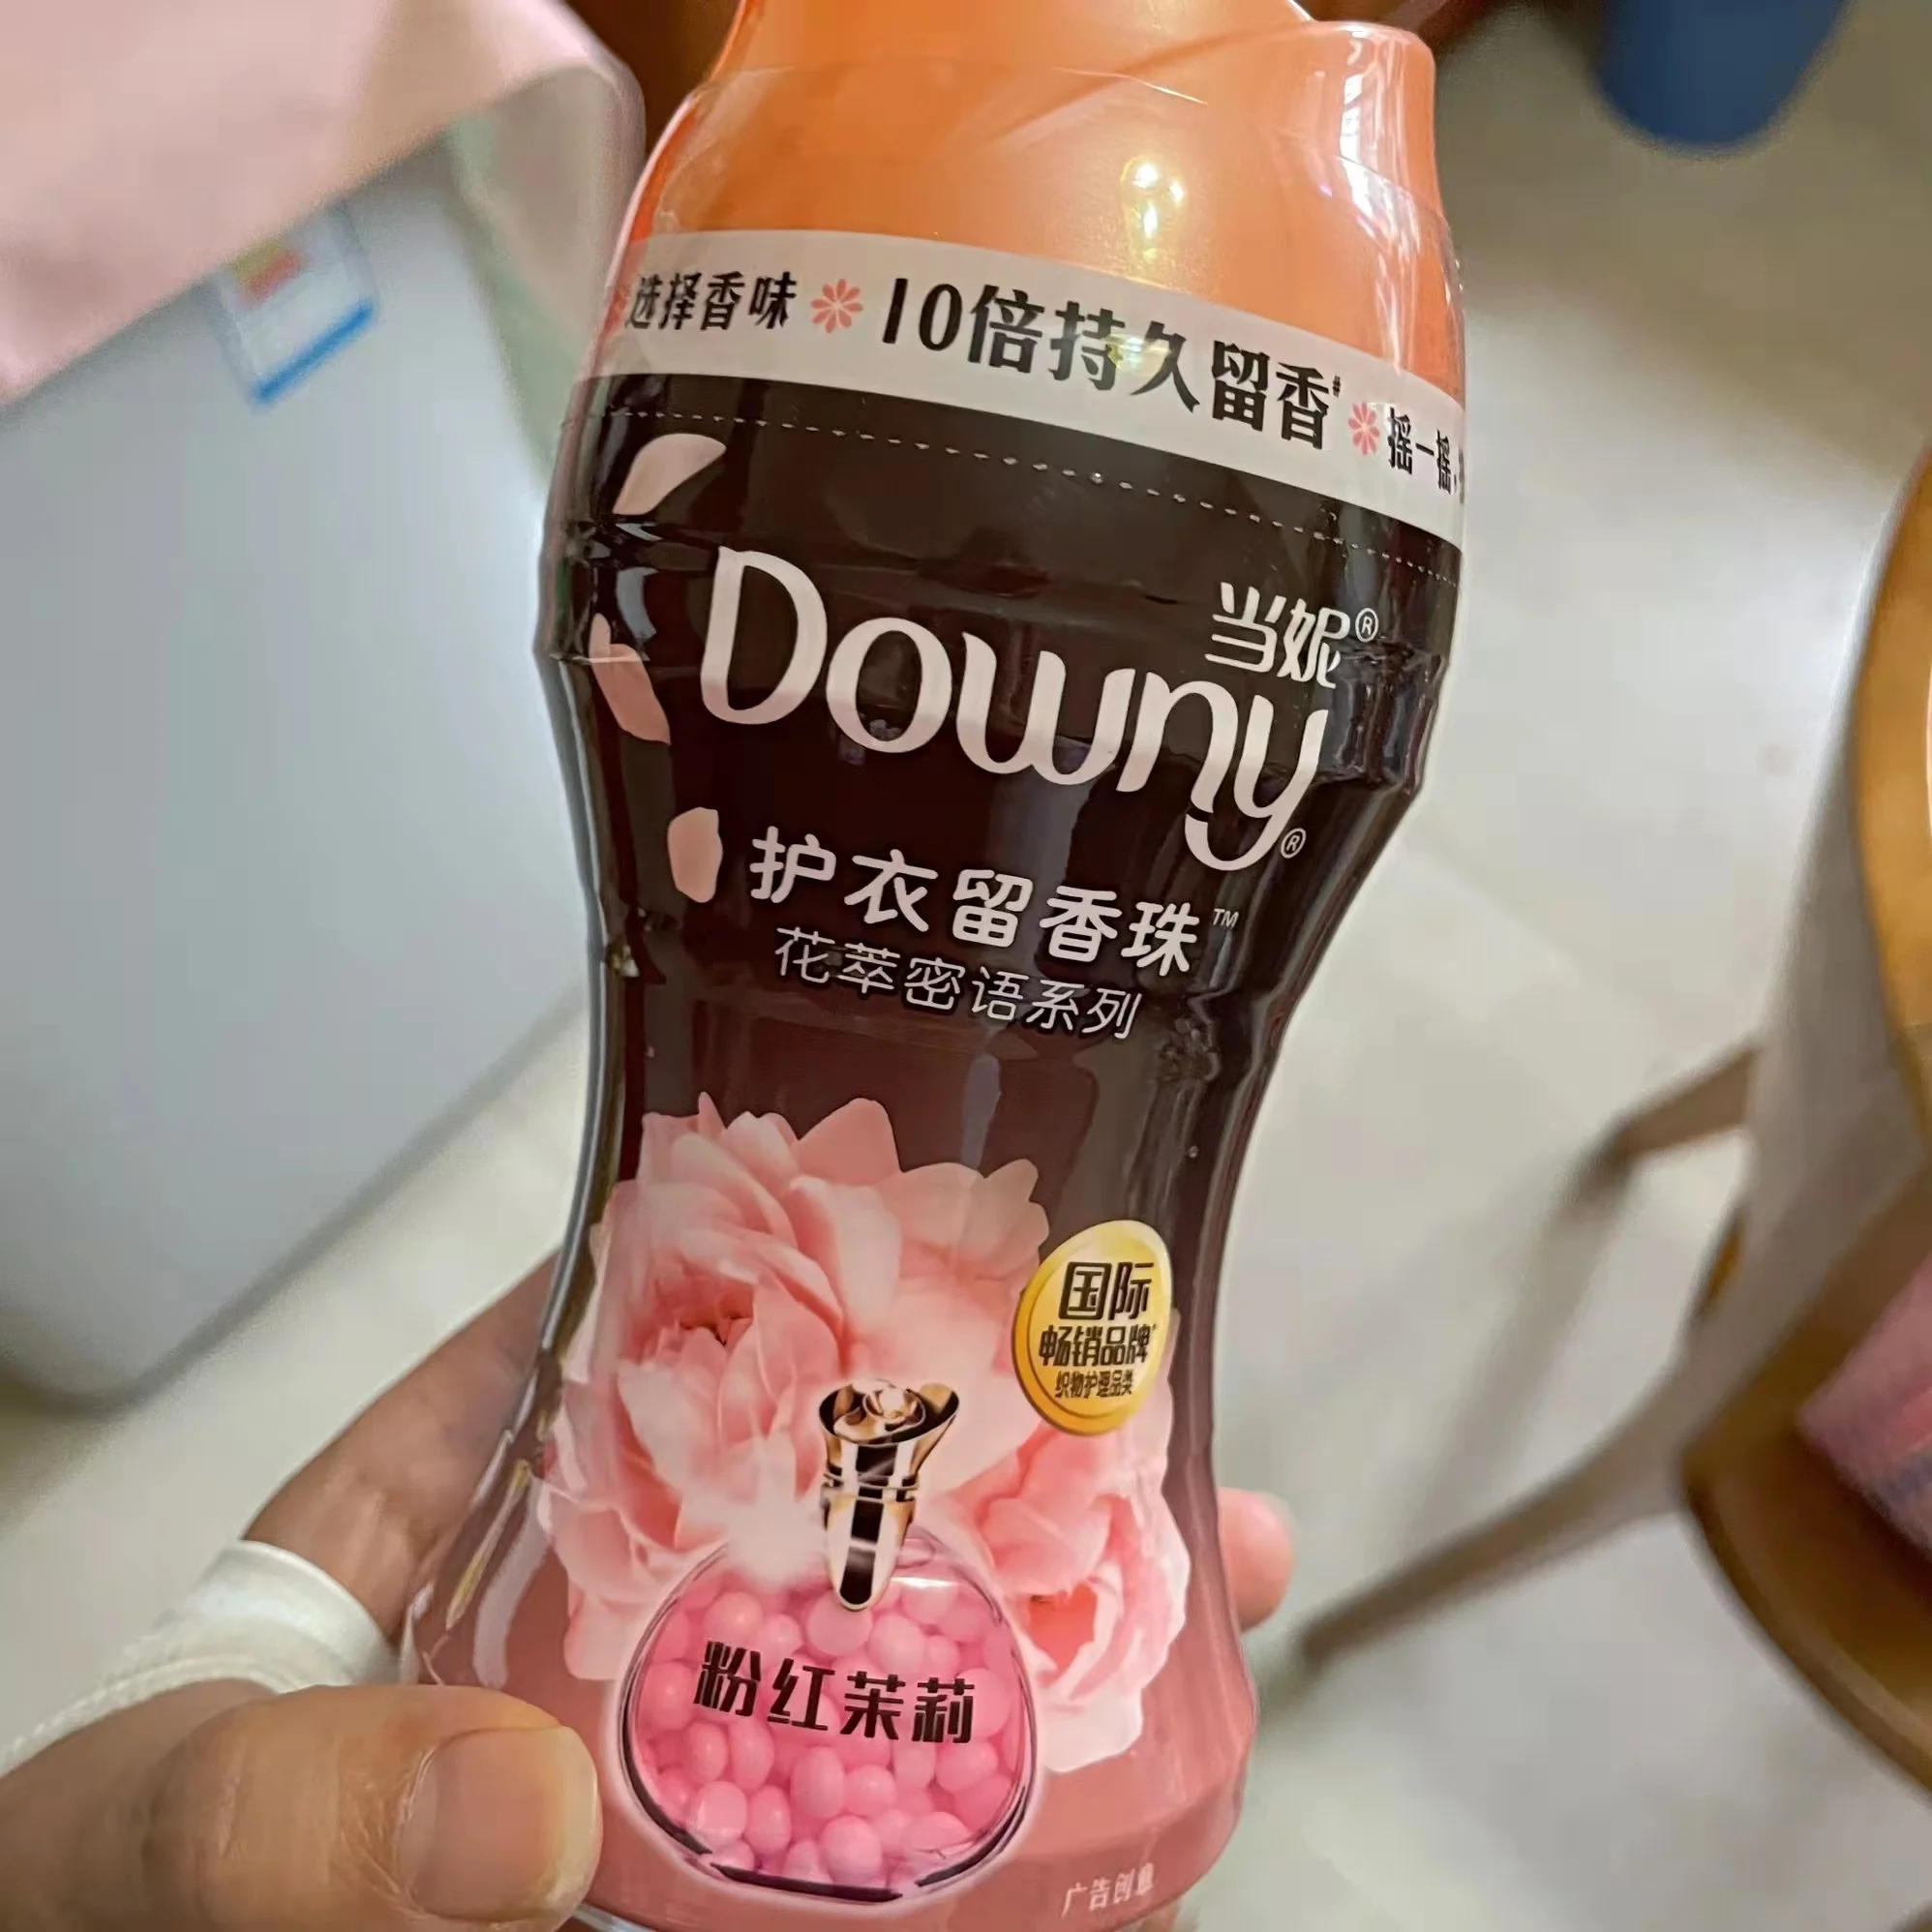 选择香味 10倍持久留香# 摇一摇,
当妮®
Downy®
护衣留香珠™
花萃密语系列
国际
畅销品牌*
织物护理品类
粉红茉莉
广告创意